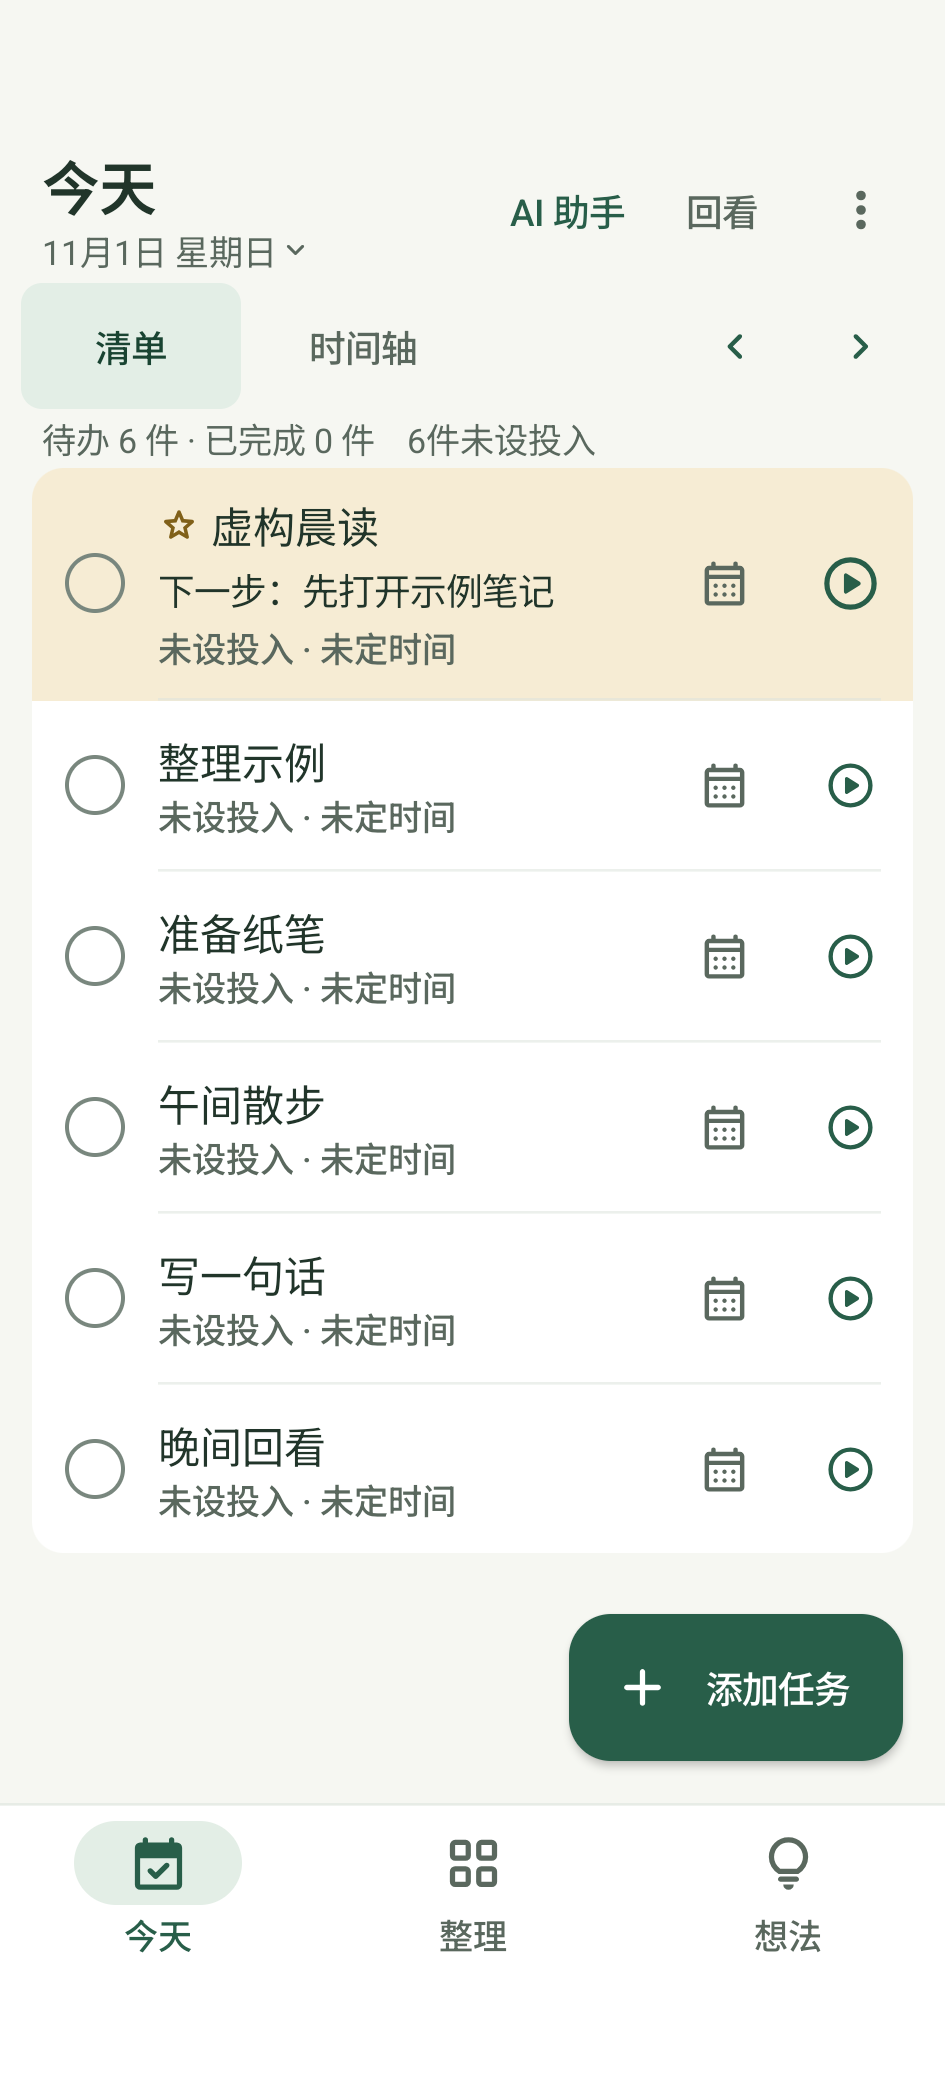 今天
11月1日 星期日
AI 助手
回看
清单
时间轴
待办 6 件 · 已完成 0 件 6件未设投入
虚构晨读
下一步：先打开示例笔记
未设投入 · 未定时间
整理示例
未设投入 · 未定时间
准备纸笔
未设投入 · 未定时间
午间散步
未设投入 · 未定时间
写一句话
未设投入 · 未定时间
晚间回看
未设投入 · 未定时间
添加任务
今天
整理
想法